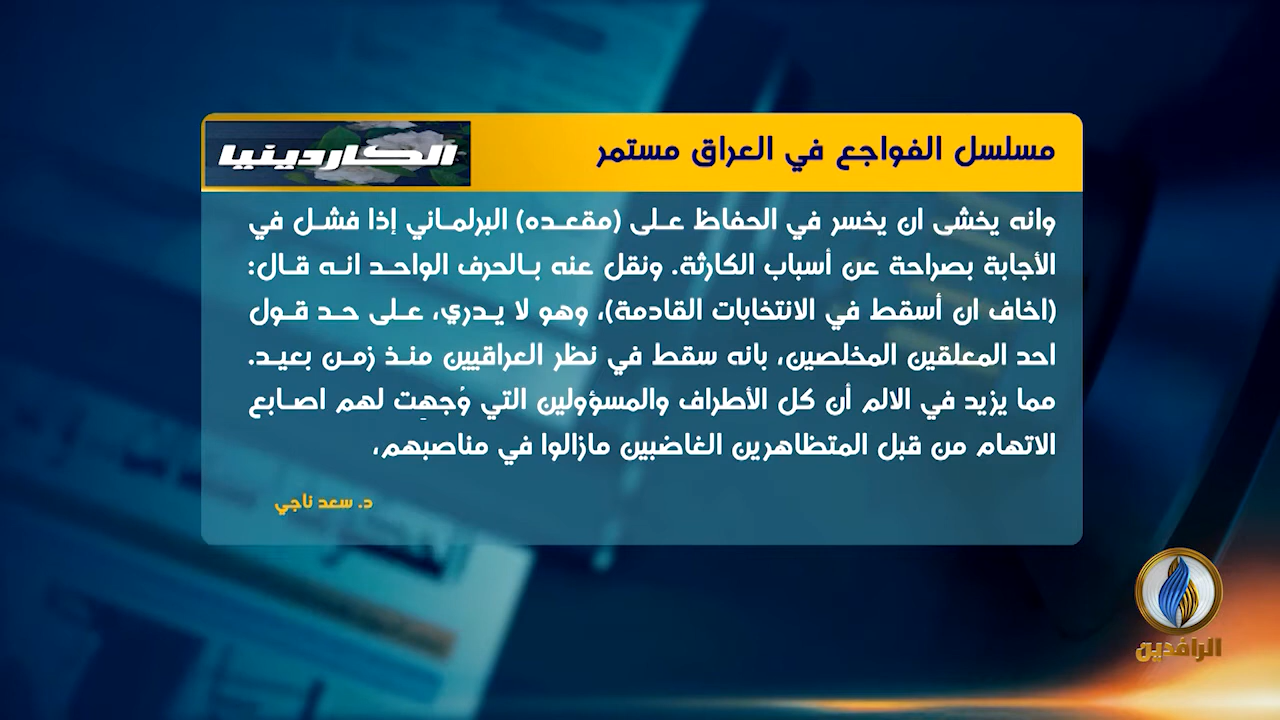 مسلسل الفواجع في العراق مستمر
الكاردينيا
وانه يخشى ان يخسر في الحفاظ على (مقعده) البرلماني إذا فشل في
الأجابة بصراحة عن أسباب الكارثة. ونقل عنه بالحرف الواحد انه قال:
(اخاف ان أسقط في الانتخابات القادمة)، وهو لا يدري، على حد قول
احد المعلقين المخلصين، بانه سقط في نظر العراقيين منذ زمن بعيد.
مما يزيد في الالم أن كل الأطراف والمسؤولين التي وُجهِت لهم اصابع
الاتهام من قبل المتظاهرين الغاضبين مازالوا في مناصبهم،
د. سعد ناجي
الرافدين